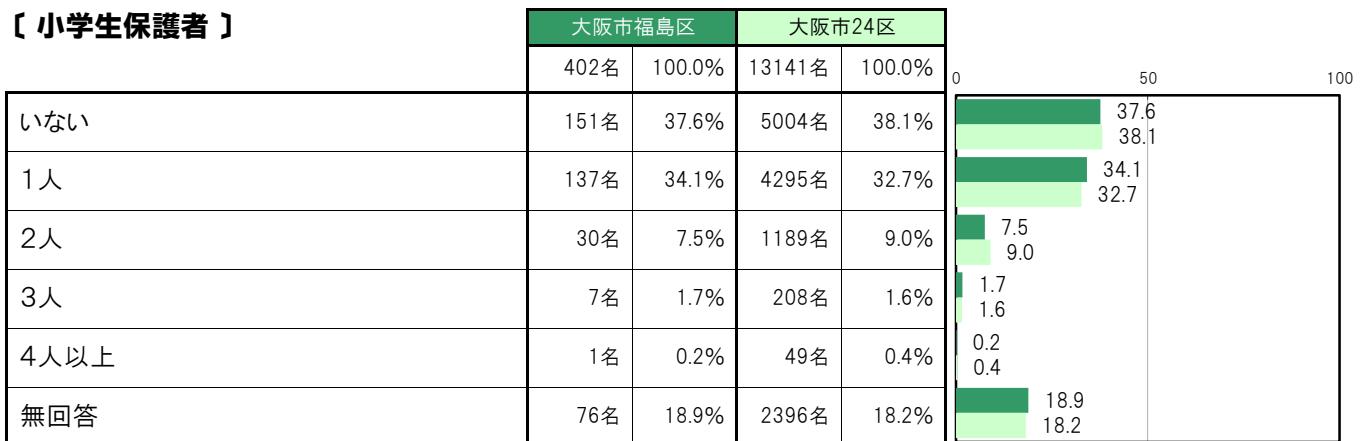 〔 小学生保護者 〕
大阪市福島区 大阪市24区
402名 100.0% 13141名 100.0%
0 50 100
いない 151名 37.6% 5004名 38.1% 37.6
38.1
1人 137名 34.1% 4295名 32.7% 34.1
32.7
2人 30名 7.5% 1189名 9.0% 7.5
9.0
3人 7名 1.7% 208名 1.6% 1.7
1.6
4人以上 1名 0.2% 49名 0.4% 0.2
0.4
無回答 76名 18.9% 2396名 18.2% 18.9
18.2